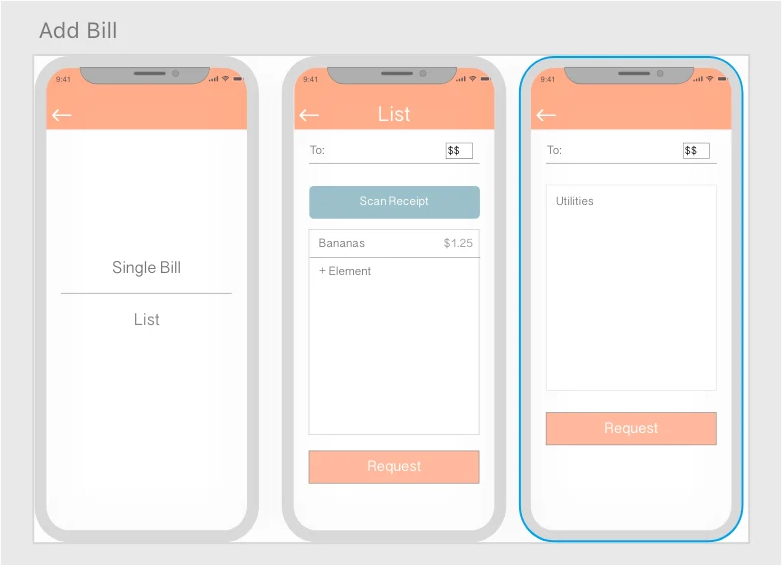 Add Bill
9:41
Single Bill
List
9:41
List
To: $$
Scan Receipt
Bananas $1.25
+ Element
Request
9:41
To: $$
Utilities
Request